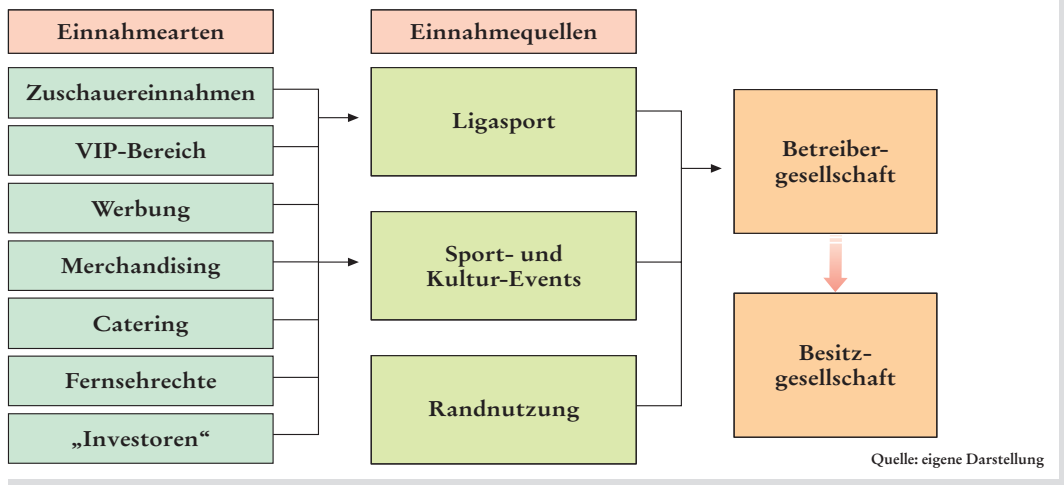 Einnahmearten
Einnahmequellen
Zuschauereinnahmen
VIP-Bereich
Werbung
Merchandising
Catering
Fernsehrechte
„Investoren“
Ligasport
Sport- und
Kultur-Events
Randnutzung
Betreiber-
gesellschaft
Besitz-
gesellschaft
Quelle: eigene Darstellung